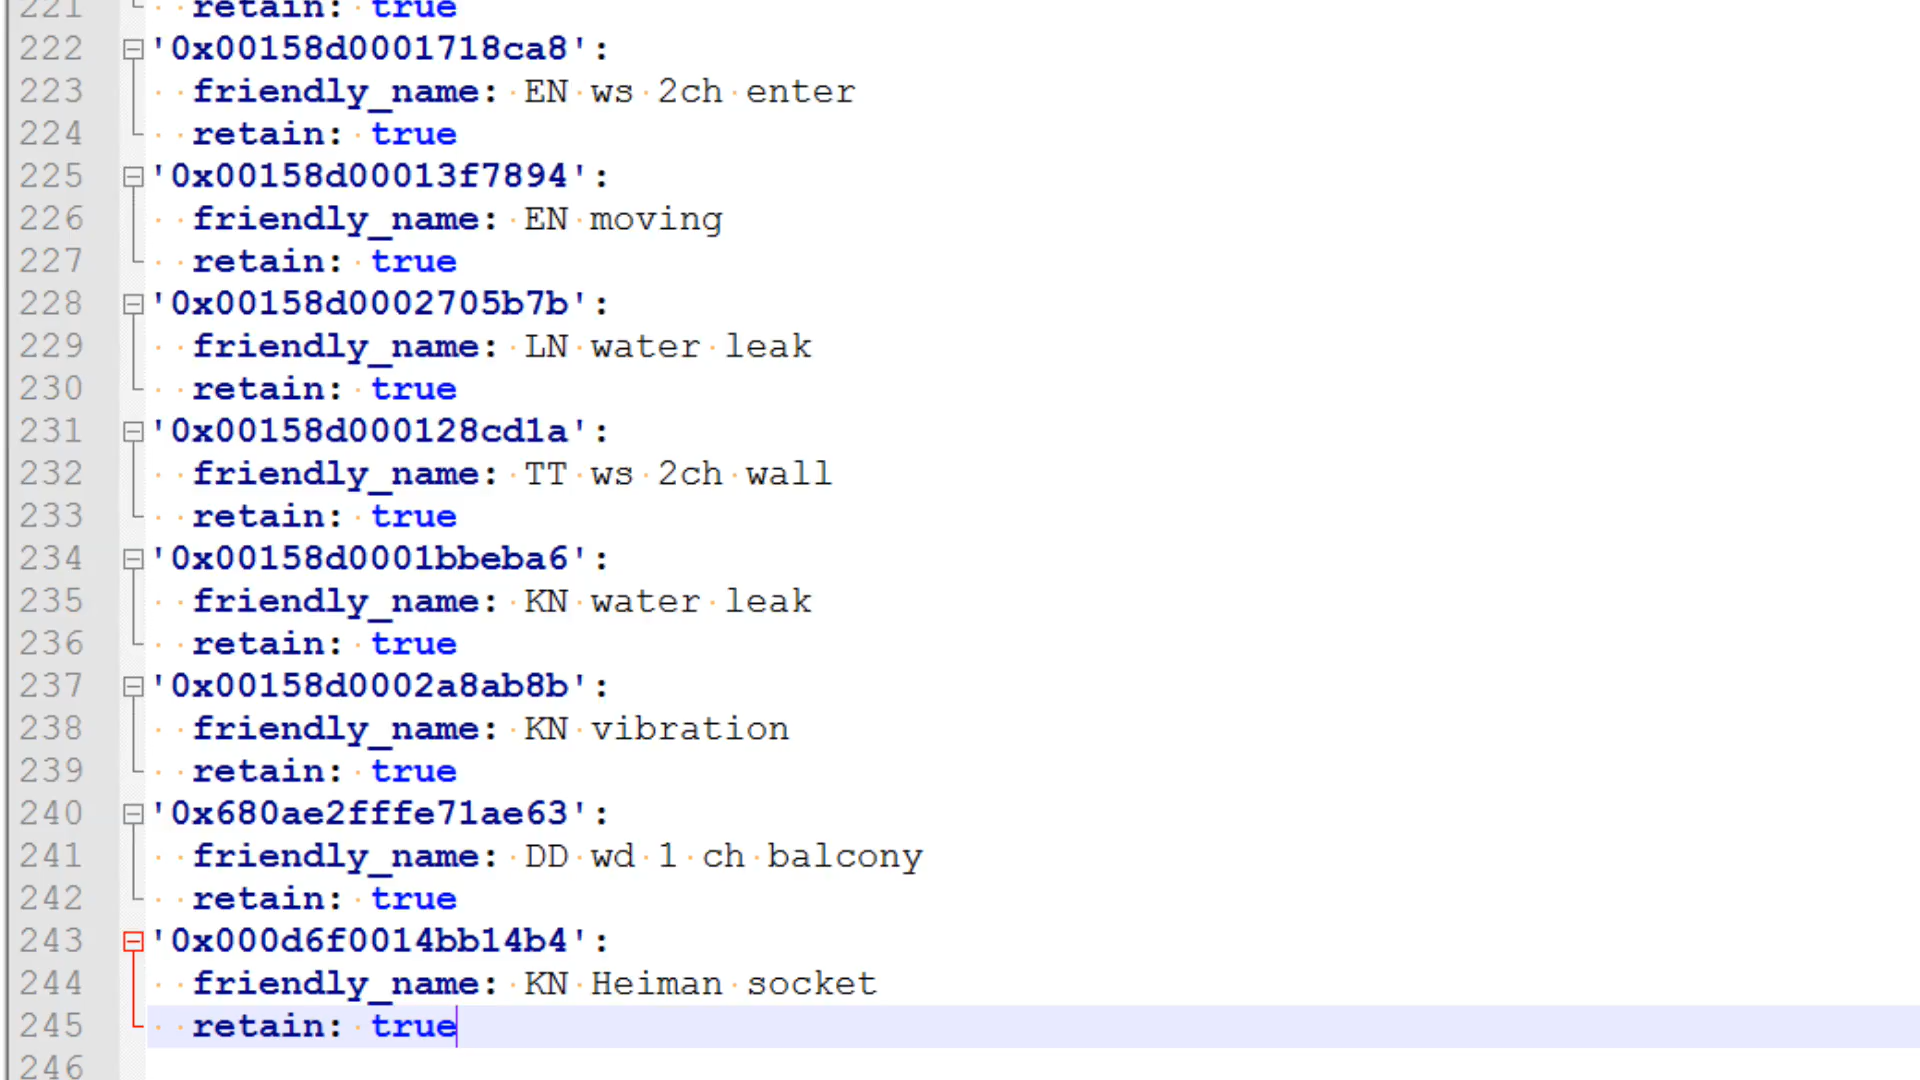 221 retain: true
222 '0x00158d0001718ca8':
223 friendly_name: EN ws 2ch enter
224 retain: true
225 '0x00158d00013f7894':
226 friendly_name: EN moving
227 retain: true
228 '0x00158d0002705b7b':
229 friendly_name: LN water leak
230 retain: true
231 '0x00158d000128cd1a':
232 friendly_name: TT ws 2ch wall
233 retain: true
234 '0x00158d0001bbeba6':
235 friendly_name: KN water leak
236 retain: true
237 '0x00158d0002a8ab8b':
238 friendly_name: KN vibration
239 retain: true
240 '0x680ae2fffe71ae63':
241 friendly_name: DD wd 1 ch balcony
242 retain: true
243 '0x000d6f0014bb14b4':
244 friendly_name: KN Heiman socket
245 retain: true
246